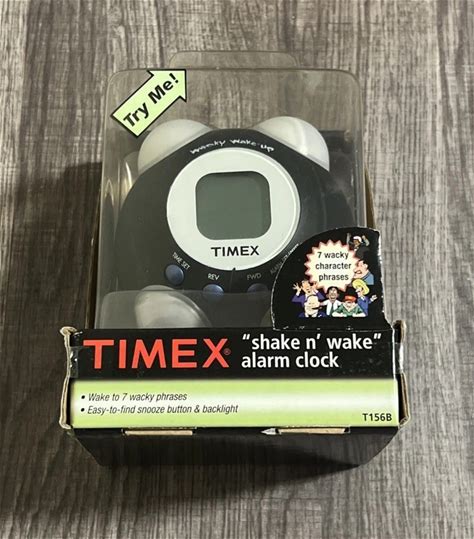 Try Me!
Wacky Wake Up
TIMEX
TIME SET
REV
FWD
7 wacky
character
phrases
TIMEX® "shake n' wake"
alarm clock
• Wake to 7 wacky phrases
• Easy-to-find snooze button & backlight
T156B